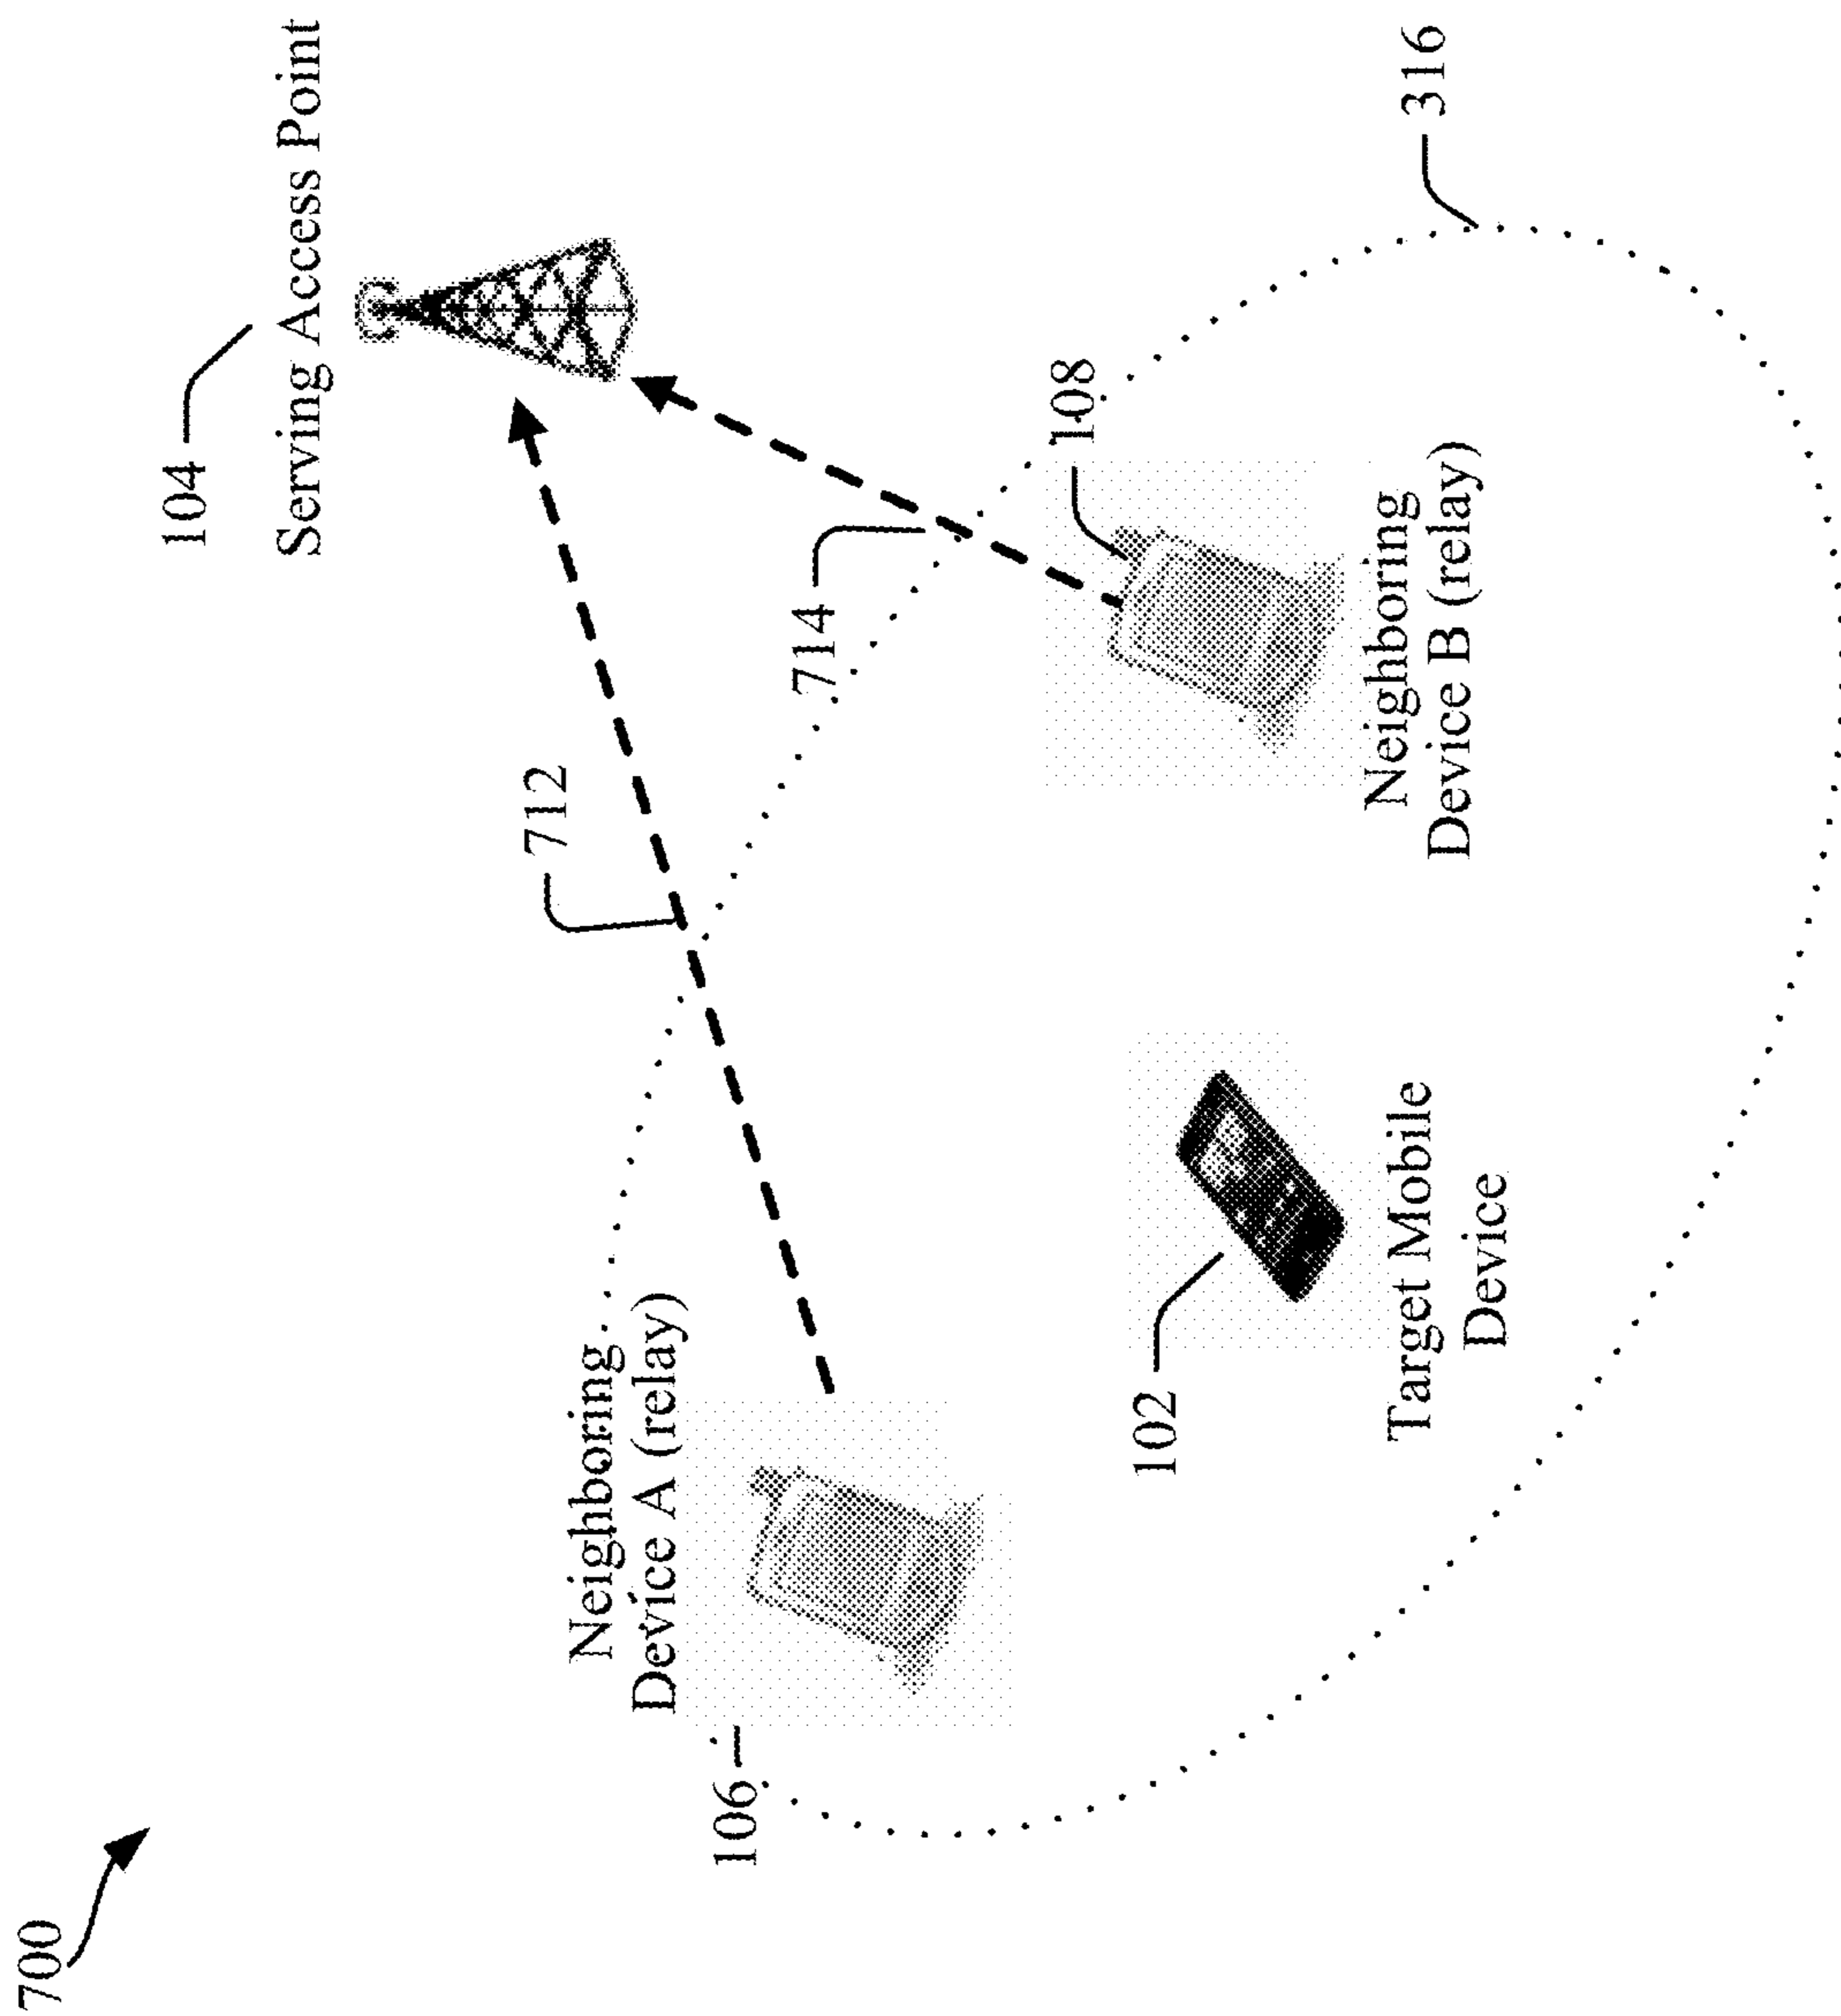 700
104
Serving Access Point
712
714
Neighboring
Device A (relay)
106
108
Neighboring
Device B (relay)
102
Target Mobile
Device
316